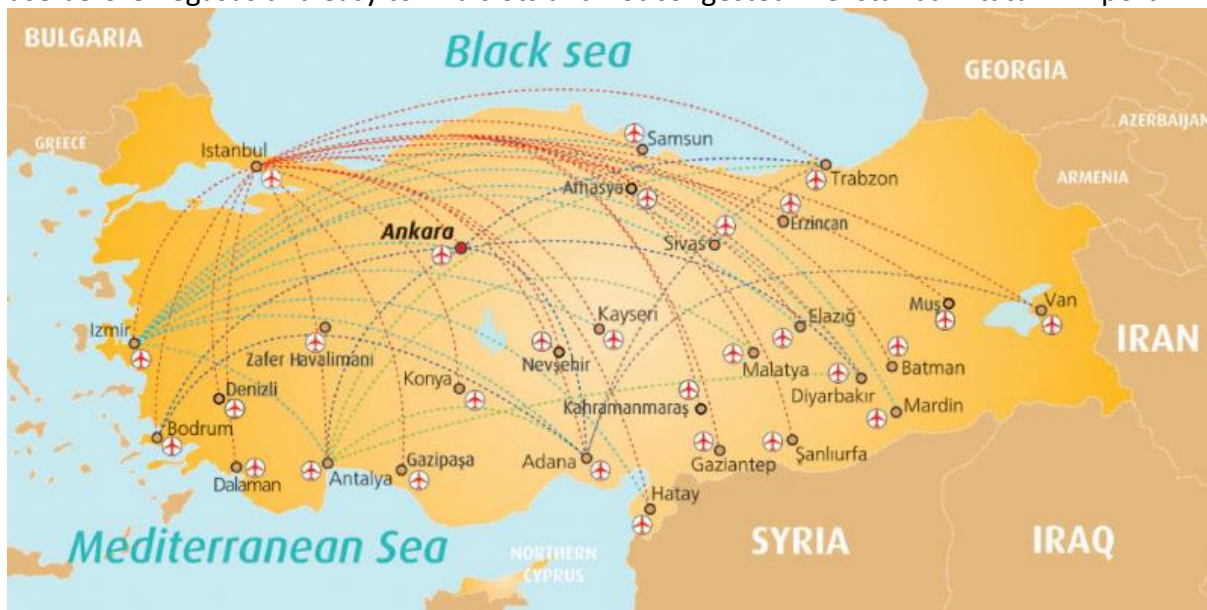 BULGARIA
Black sea
GEORGIA
AZERBAIJAN
GREECE
Istanbul
Samsun
Trabzon
ARMENIA
Amasya
Erzincan
Ankara
Sivas
Muş
Van
Izmir
Kayseri
Elazığ
IRAN
Zafer Havalimani
Nevşehir
Malatya
Batman
Denizli
Konya
Diyarbakır
Kahramanmaraş
Mardin
Bodrum
Gaziantep
Şanlıurfa
Dalaman
Antalya
Gazipaşa
Adana
Hatay
Mediterranean Sea
NORTHERN
CYPRUS
SYRIA
IRAQ